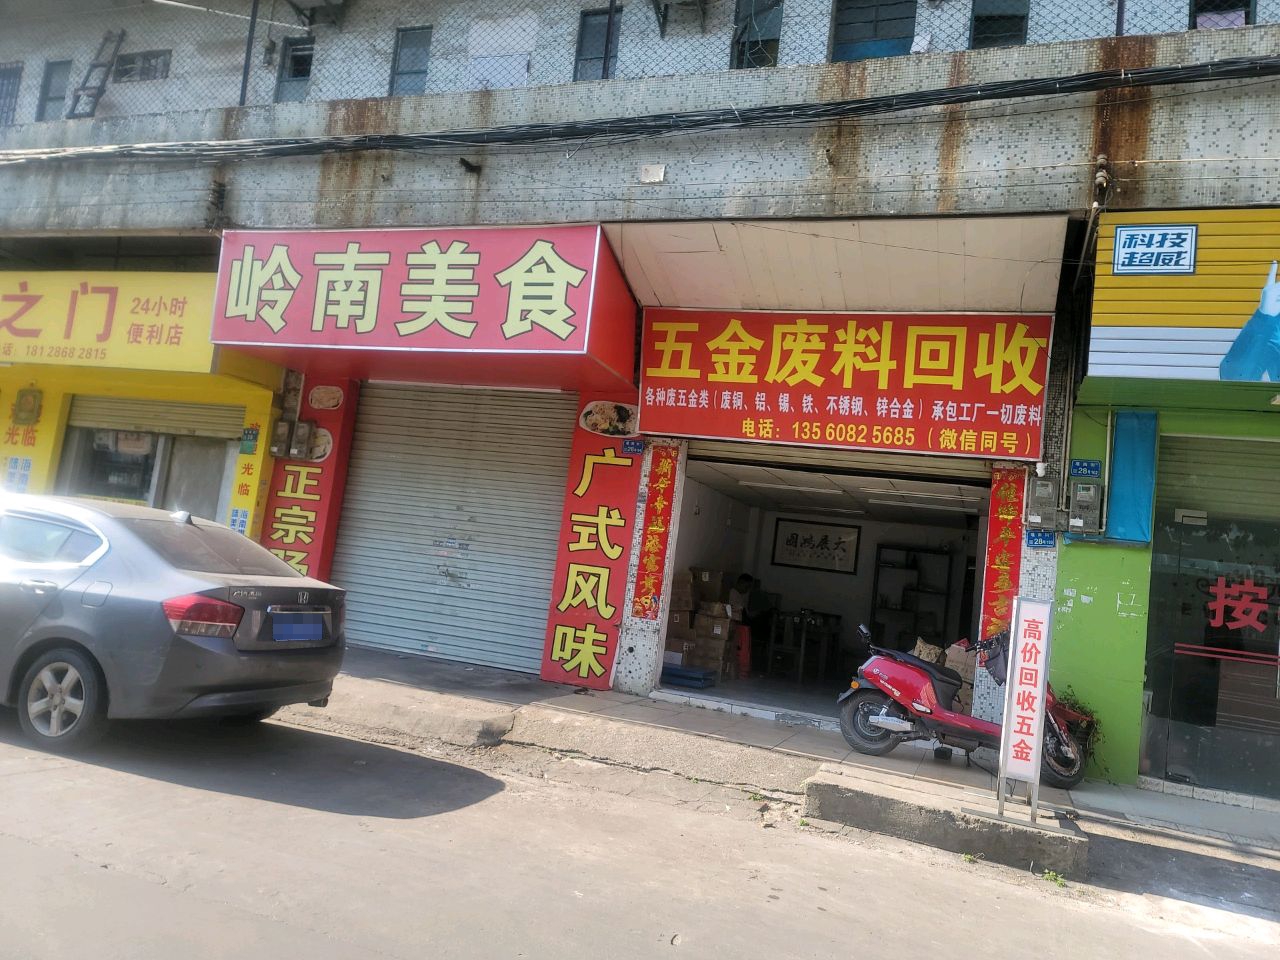 之门
24小时
便利店
话：181 2868 2815
光临
光临
岭南美食
正宗
广式风味
五金废料回收
各种废五金类（废铜、铝、锡、铁、不锈钢、锌合金）承包工厂一切废料
电话：135 6082 5685（微信同号）
大展鸿图
高价回收五金
科技
超威
28
28
按